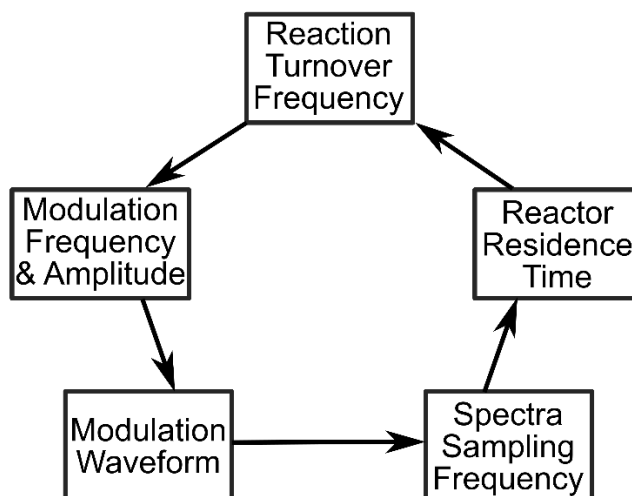 Reaction
Turnover
Frequency
Modulation
Frequency
& Amplitude
Reactor
Residence
Time
Modulation
Waveform
Spectra
Sampling
Frequency